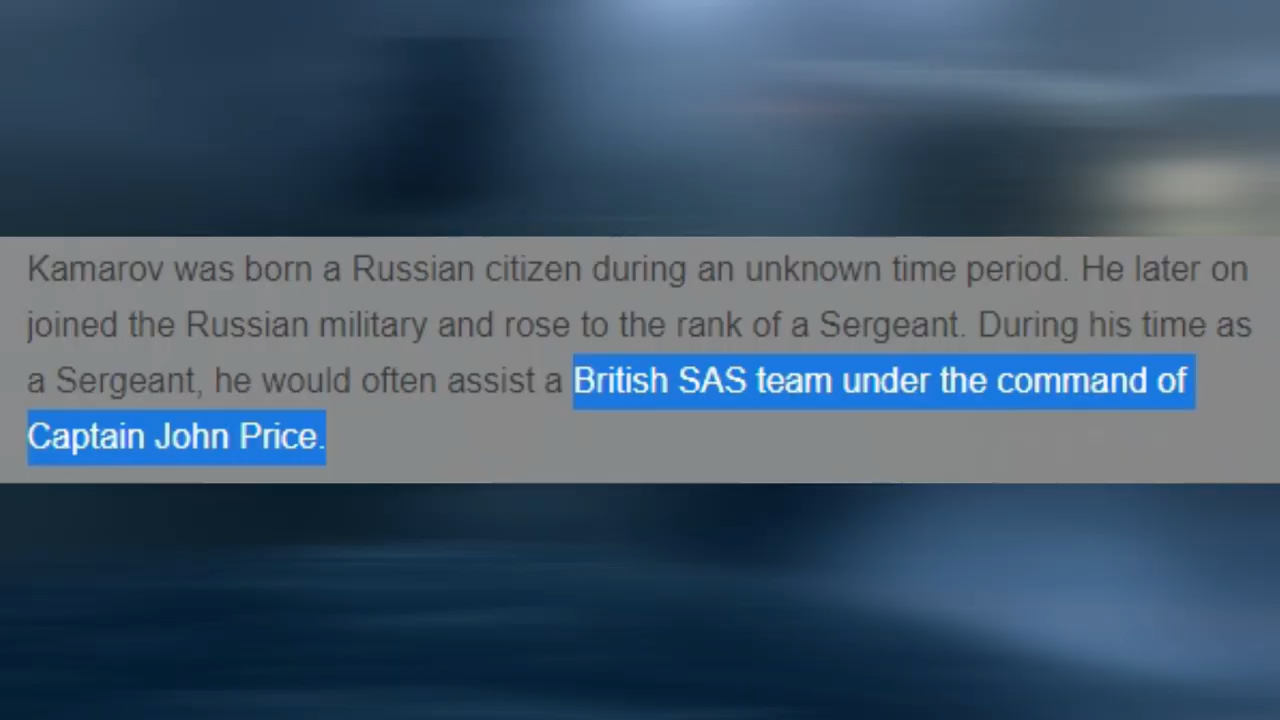 Kamarov was born a Russian citizen during an unknown time period. He later on
joined the Russian military and rose to the rank of a Sergeant. During his time as
a Sergeant, he would often assist a British SAS team under the command of
Captain John Price.